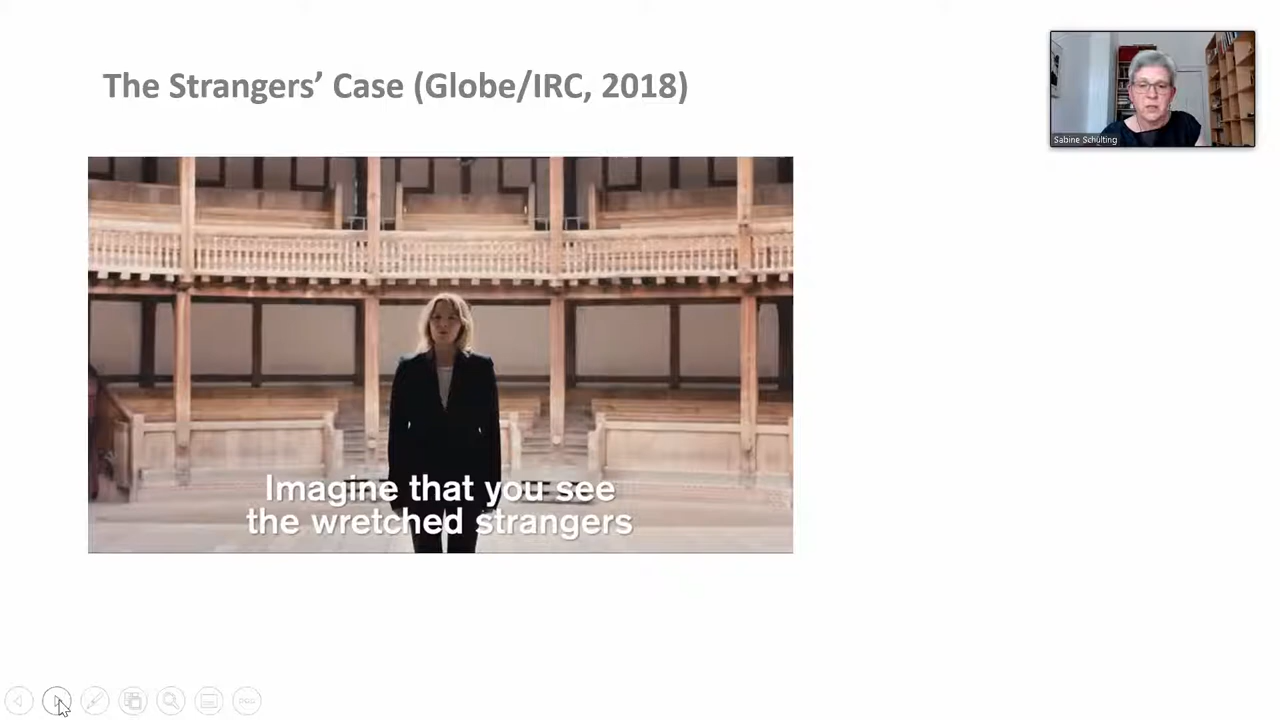 The Strangers' Case (Globe/IRC, 2018)
Sabine Schülting
Imagine that you see
the wretched strangers